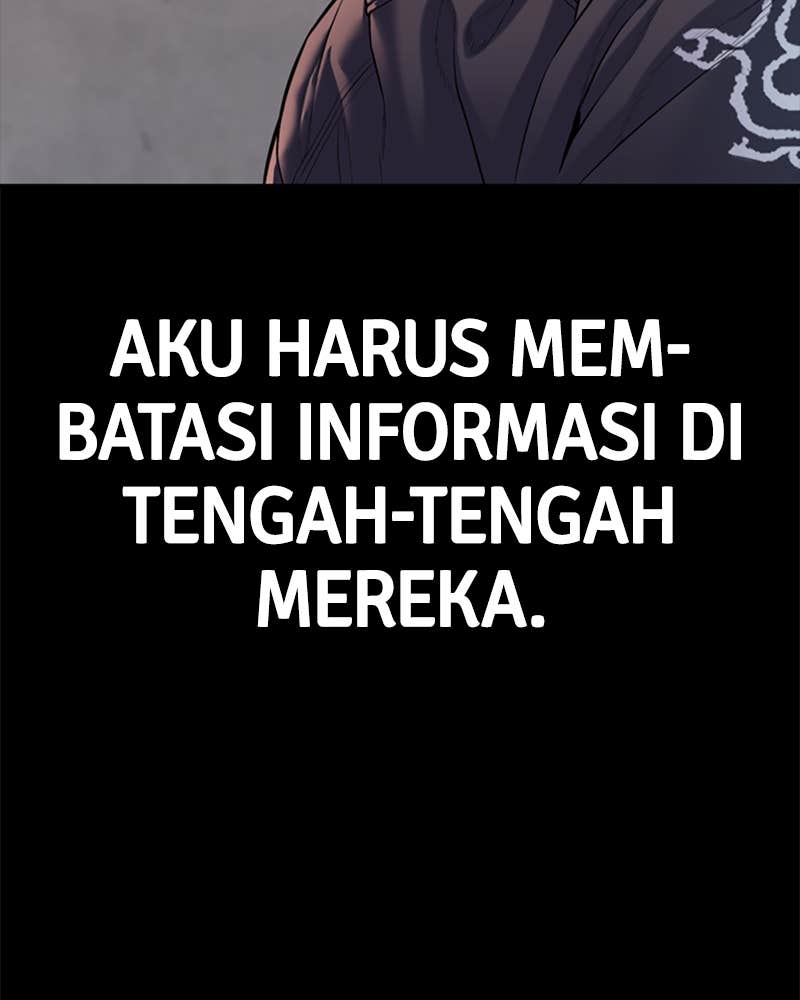 AKU HARUS MEM-
BATASI INFORMASI DI
TENGAH-TENGAH
MEREKA.